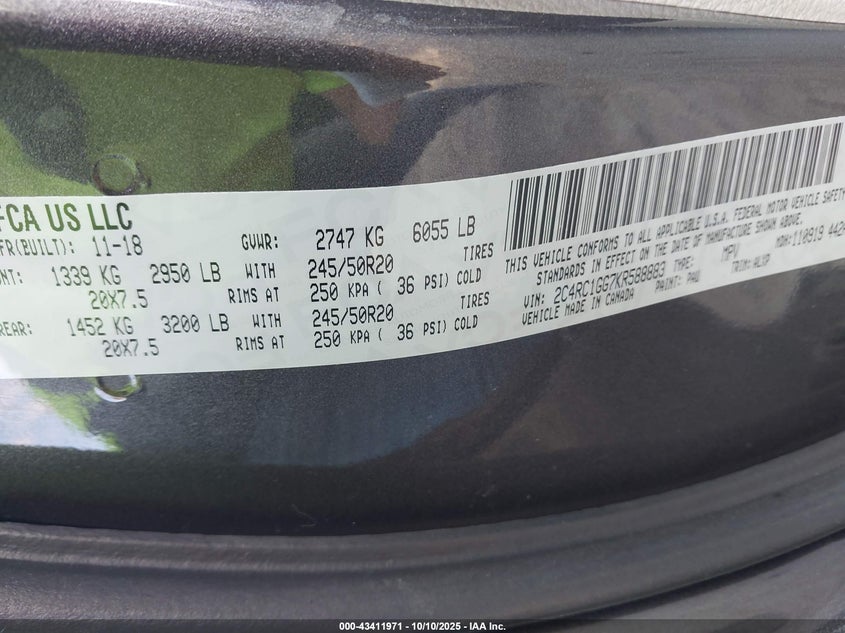 FCA US LLC
MFR(BUILT): 11-18 GVWR: 2747 KG 6055 LB
1339 KG 2950 LB WITH 245/50R20 TIRES
20X7.5 RIMS AT 250 KPA ( 36 PSI) COLD
REAR: 1452 KG 3200 LB WITH 245/50R20
20X7.5 RIMS AT 250 KPA ( 36 PSI) COLD
THIS VEHICLE CONFORMS TO ALL APPLICABLE U.S.A. FEDERAL MOTOR VEHICLE SAFETY
STANDARDS IN EFFECT ON THE DATE OF MANUFACTURE SHOWN ABOVE.
VIN: 2C4RC1GG7KR588883 TYPE: MPV MDH: 110919 442
VEHICLE MADE IN CANADA PAINT: PAU TRIM: ALXP
000-43411971 - 10/10/2025 - IAA Inc.